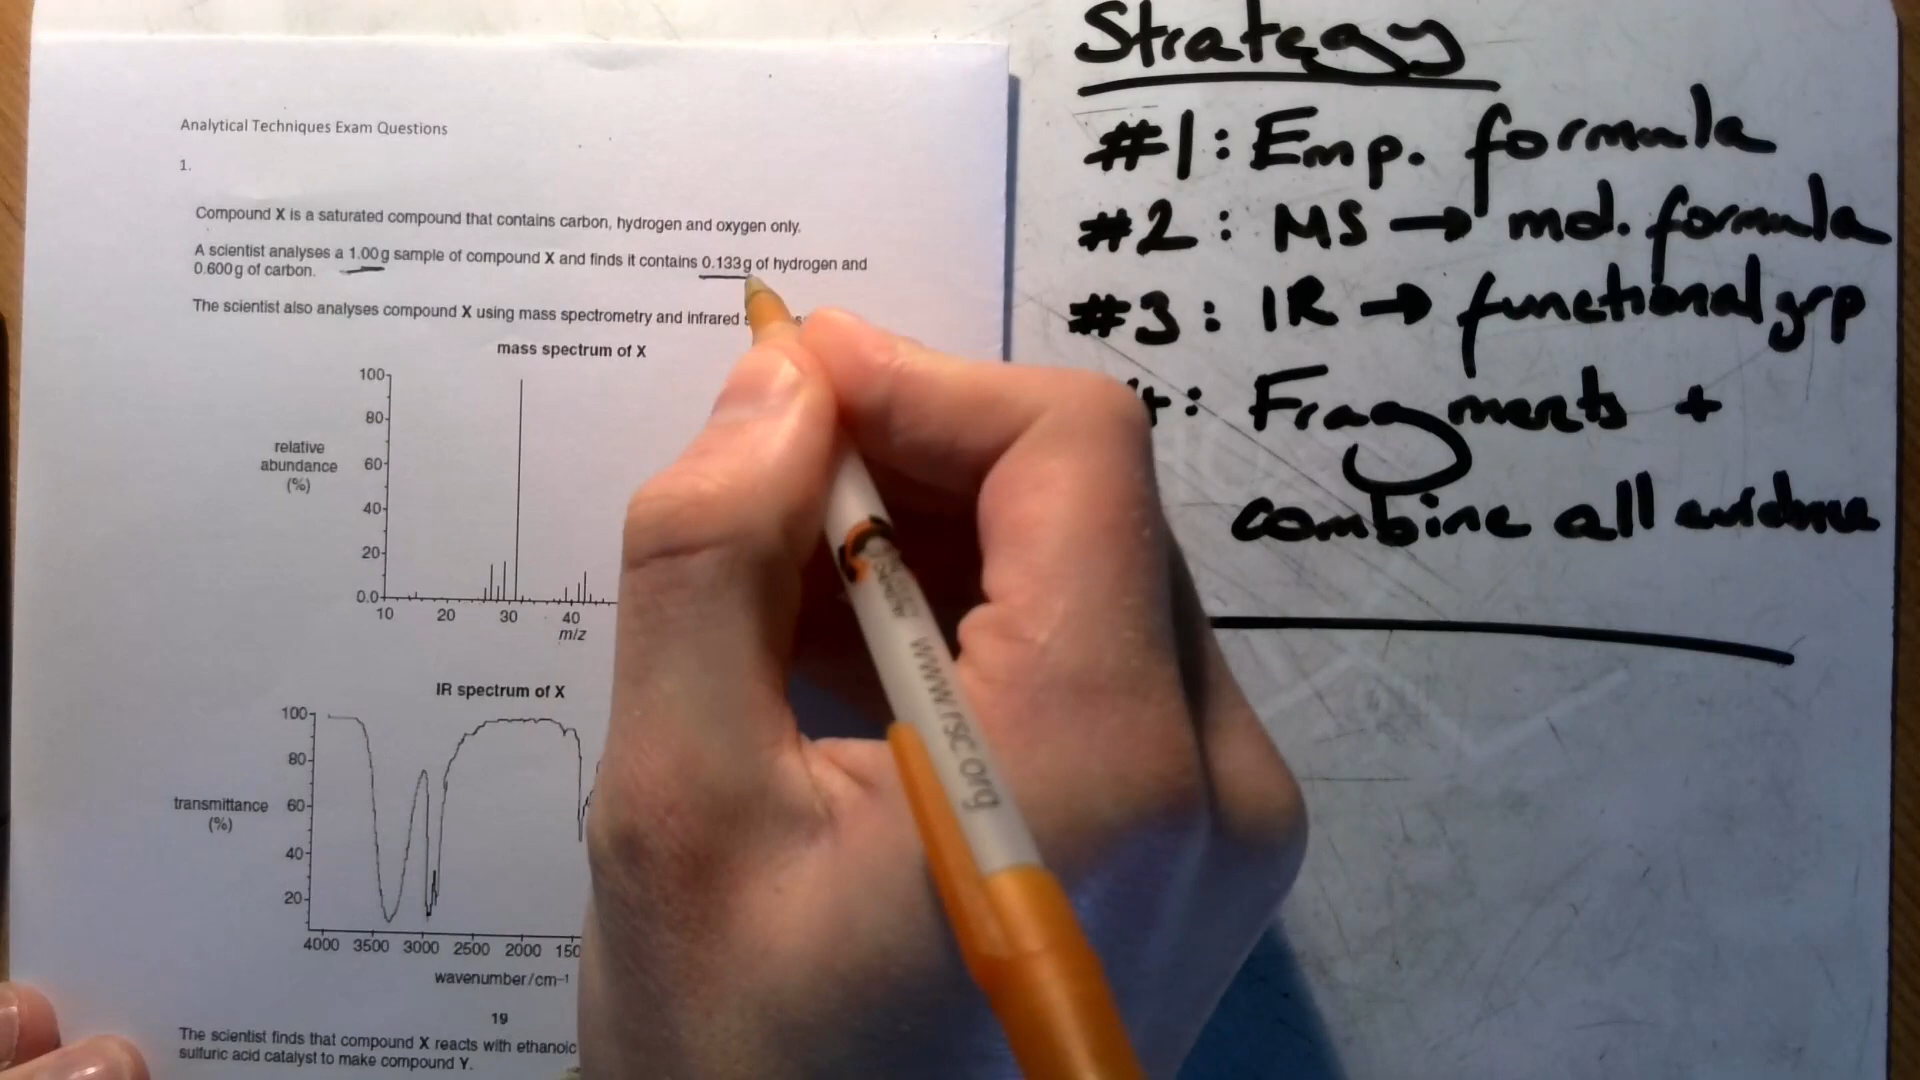 Strategy
#1: Emp. formula
#2: MS → mol. formula
#3: IR → functional grp
: Fragments +
combine all evidence
Analytical Techniques Exam Questions
1.
Compound X is a saturated compound that contains carbon, hydrogen and oxygen only.
A scientist analyses a 1.00g sample of compound X and finds it contains 0.133g of hydrogen and
0.600g of carbon.
The scientist also analyses compound X using mass spectrometry and infrared
mass spectrum of X
100
80
relative
abundance
(%)
60
40
20
0.0
10 20 30 40
m/z
IR spectrum of X
100
80
transmittance
(%)
60
40
20
4000 3500 3000 2500 2000 150
wavenumber/cm⁻¹
19
The scientist finds that compound X reacts with ethanoic
sulfuric acid catalyst to make compound Y.
www.rsc.org